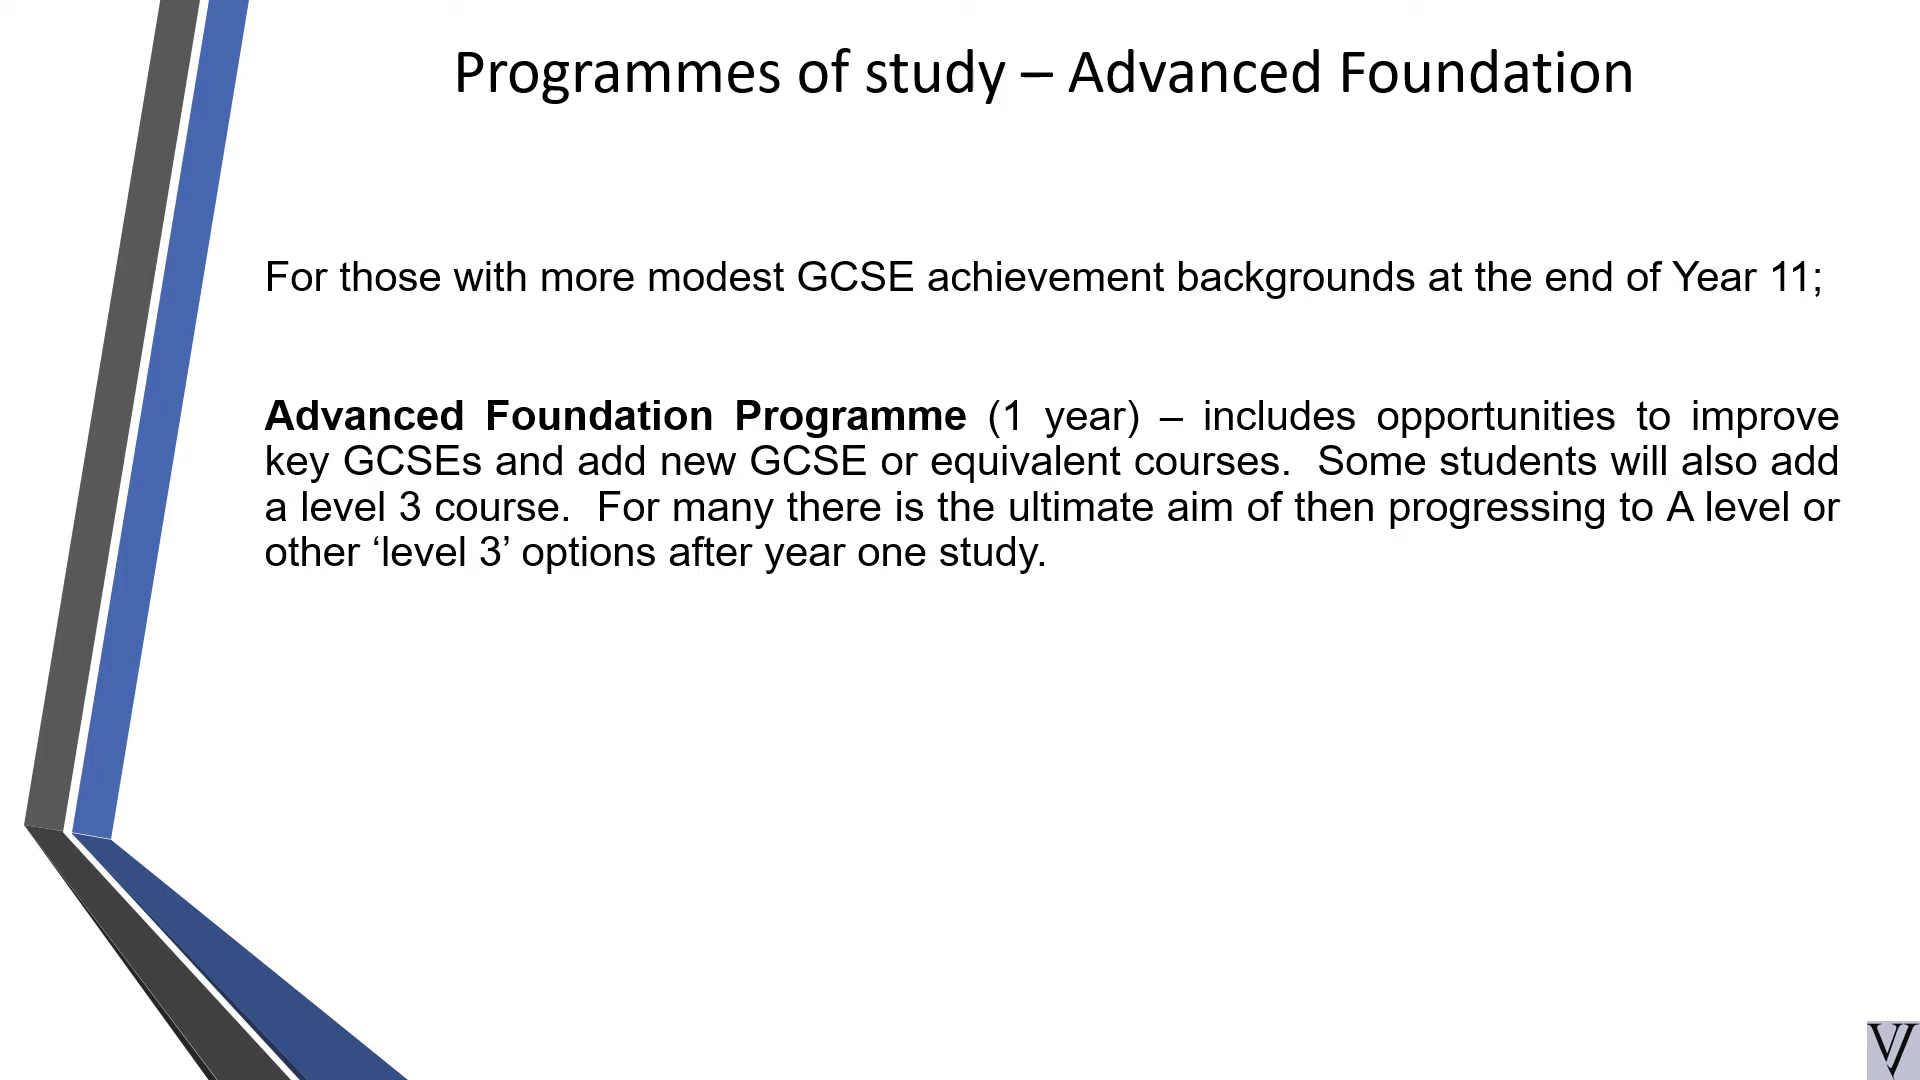 Programmes of study – Advanced Foundation
For those with more modest GCSE achievement backgrounds at the end of Year 11;
Advanced Foundation Programme (1 year) – includes opportunities to improve
key GCSEs and add new GCSE or equivalent courses.  Some students will also add
a level 3 course.  For many there is the ultimate aim of then progressing to A level or
other ‘level 3’ options after year one study.